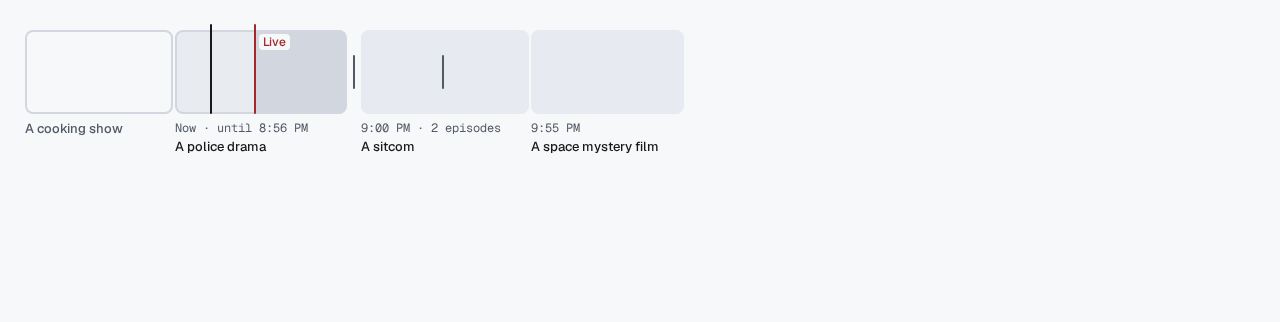 Live
A cooking show
Now · until 8:56 PM
A police drama
9:00 PM · 2 episodes
A sitcom
9:55 PM
A space mystery film